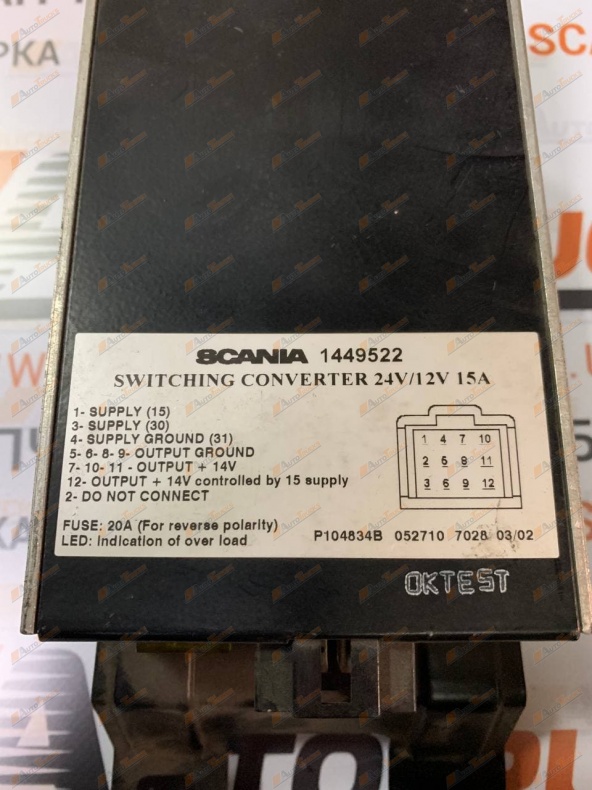 РКА
SCA
SCANIA 1449522
SWITCHING CONVERTER 24V/12V 15A
1- SUPPLY (15)
3- SUPPLY (30)
4- SUPPLY GROUND (31)
5- 6- 8- 9- OUTPUT GROUND
7- 10- 11 - OUTPUT + 14V
12- OUTPUT + 14V controlled by 15 supply
2- DO NOT CONNECT
1 4 7 10
2 5 8 11
3 6 9 12
FUSE: 20A (For reverse polarity)
LED: Indication of over load
P104834B 052710 7028 03/02
OKTEST